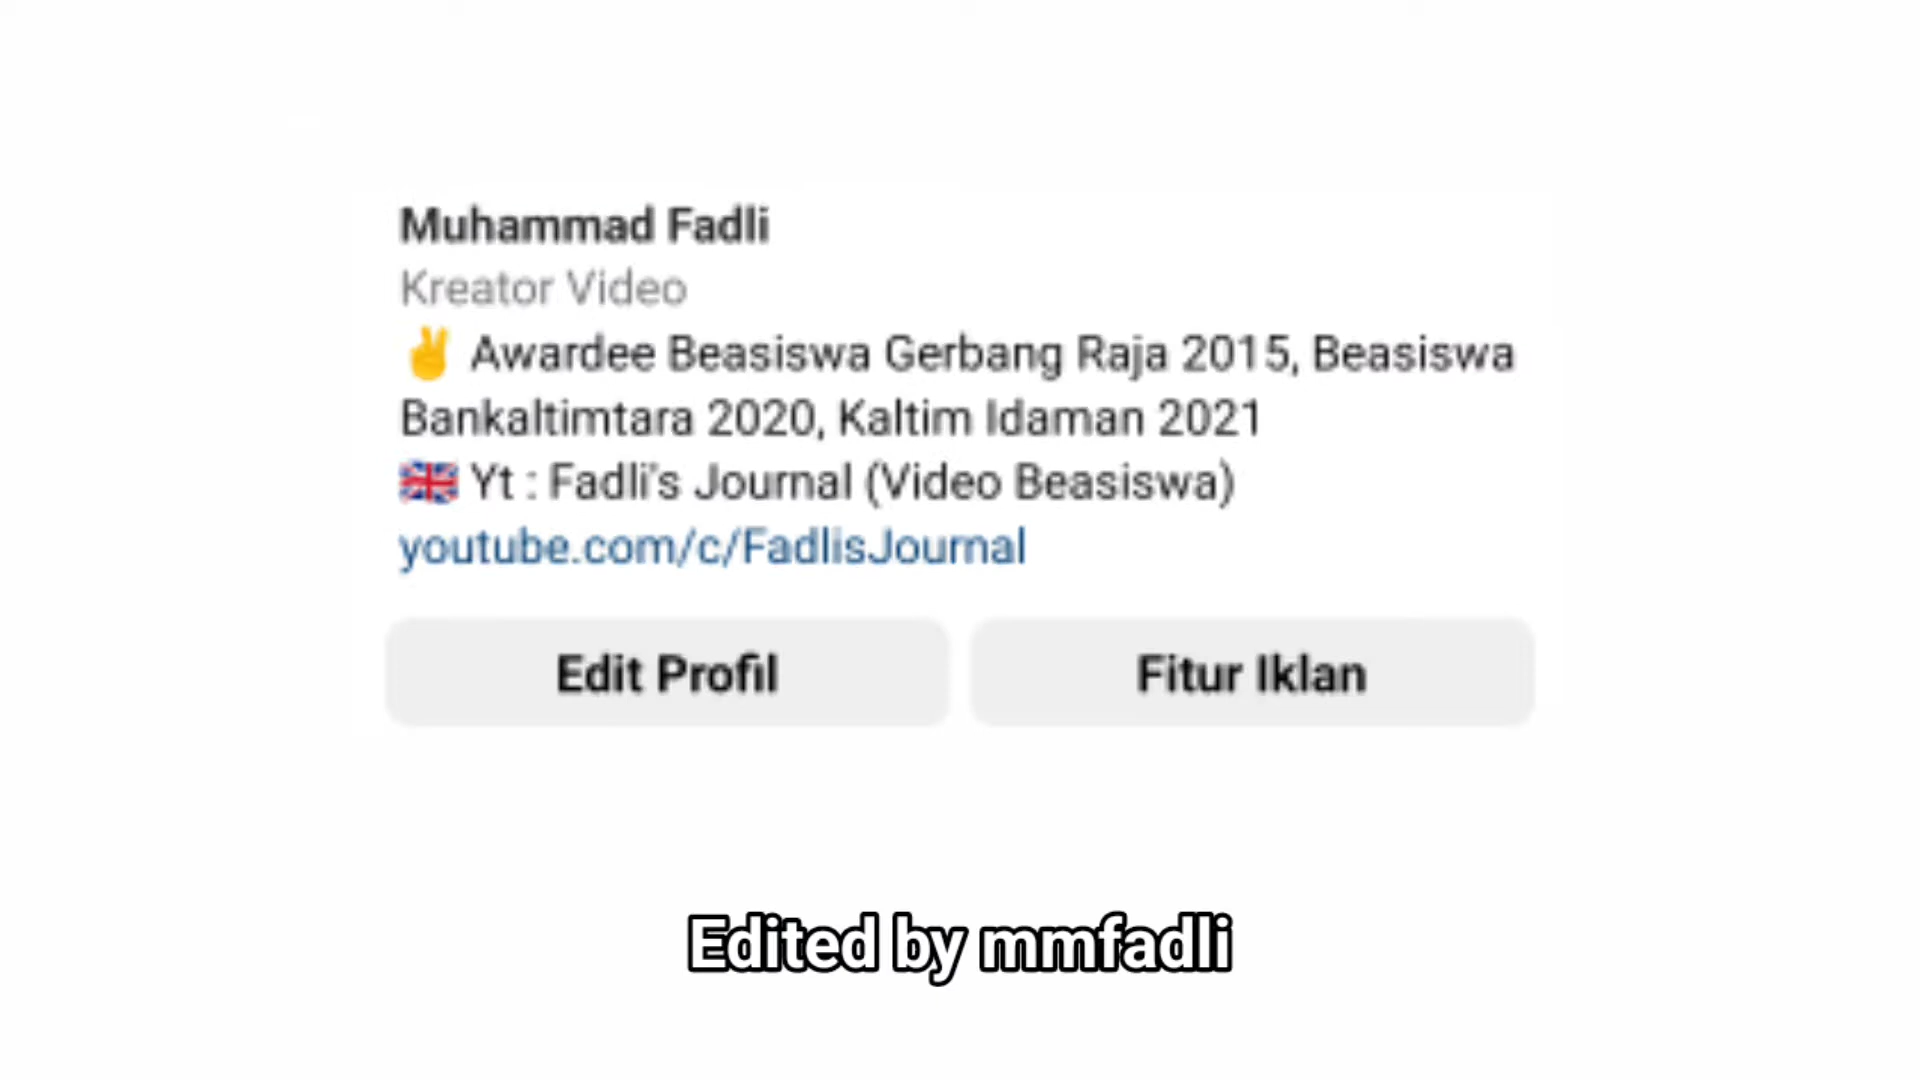 Muhammad Fadli
Kreator Video
✌️ Awardee Beasiswa Gerbang Raja 2015, Beasiswa
Bankaltimtara 2020, Kaltim Idaman 2021
🇬🇧 Yt : Fadli's Journal (Video Beasiswa)
youtube.com/c/FadlisJournal
Edit Profil
Fitur Iklan
Edited by mmfadli